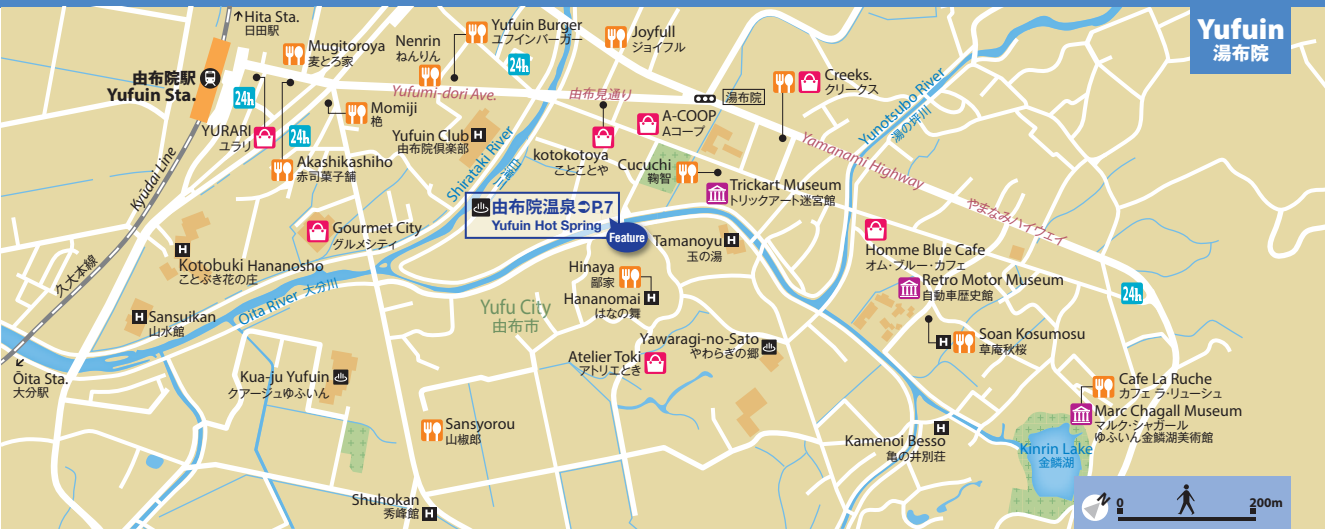 Yufuin
湯布院
↑Hita Sta.
日田駅
Mugitoroya
麦とろ家
Nenrin
ねんりん
Yufuin Burger
ユフインバーガー
Joyfull
ジョイフル
24h
由布院駅
Yufuin Sta.
24h
Yufumi-dori Ave.
由布見通り
湯布院
Creeks.
クリークス
Yunotsubo River
湯の坪川
Momiji
YURARI
ユラリ
24h
Yufuin Club H
由布院倶楽部
A-COOP
Aコープ
kotokotoya
ことことや
Cucuchi
鞠智
Yamanami Highway
やまなみハイウェイ
Akashikashiho
赤司菓子舗
Shirataki River
白滝川
Trickart Museum
トリックアート迷宮館
Kyūdai Line
久大本線
由布院温泉➲P.7
Yufuin Hot Spring
Feature
Gourmet City
グルメシティ
Tamanoyu H
玉の湯
Homme Blue Cafe
オム・ブルー・カフェ
H
Kotobuki Hananosho
ことぶき花の庄
Hinaya
鄙家
Hananomai H
はなの舞
Retro Motor Museum
自動車歴史館
24h
Oita River 大分川
Yufu City
由布市
H Sansuikan
山水館
Yawaragi-no-Sato
やわらぎの郷
H Soan Kosumosu
草庵秋桜
Atelier Toki
アトリエとき
Ōita Sta.
大分駅
Kua-ju Yufuin
クアージュゆふいん
Cafe La Ruche
カフェ ラ・リューシュ
Marc Chagall Museum
マルク・シャガール
ゆふいん金鱗湖美術館
Sansyorou
山椒郎
H
Kamenoi Besso
亀の井別荘
Kinrin Lake
金鱗湖
Shuhokan
秀峰館 H
N
0 200m